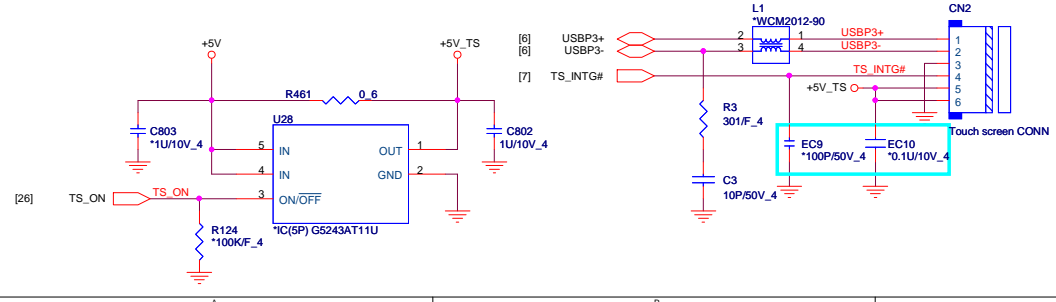 L1
*WCM2012-90
CN2
[6] USBP3+ 2 1 USBP3+ 1
[6] USBP3- 3 4 USBP3- 2
3
[7] TS_INTG# TS_INTG# 4
+5V_TS 5
6
Touch screen CONN
+5V
+5V_TS
R461 0_6
C803
*1U/10V_4
U28
5 IN OUT 1
4 IN GND 2
3 ON/OFF
*IC(5P) G5243AT11U
C802
1U/10V_4
[26] TS_ON TS_ON
R124
*100K/F_4
R3
301/F_4
C3
10P/50V_4
EC9
*100P/50V_4
EC10
*0.1U/10V_4